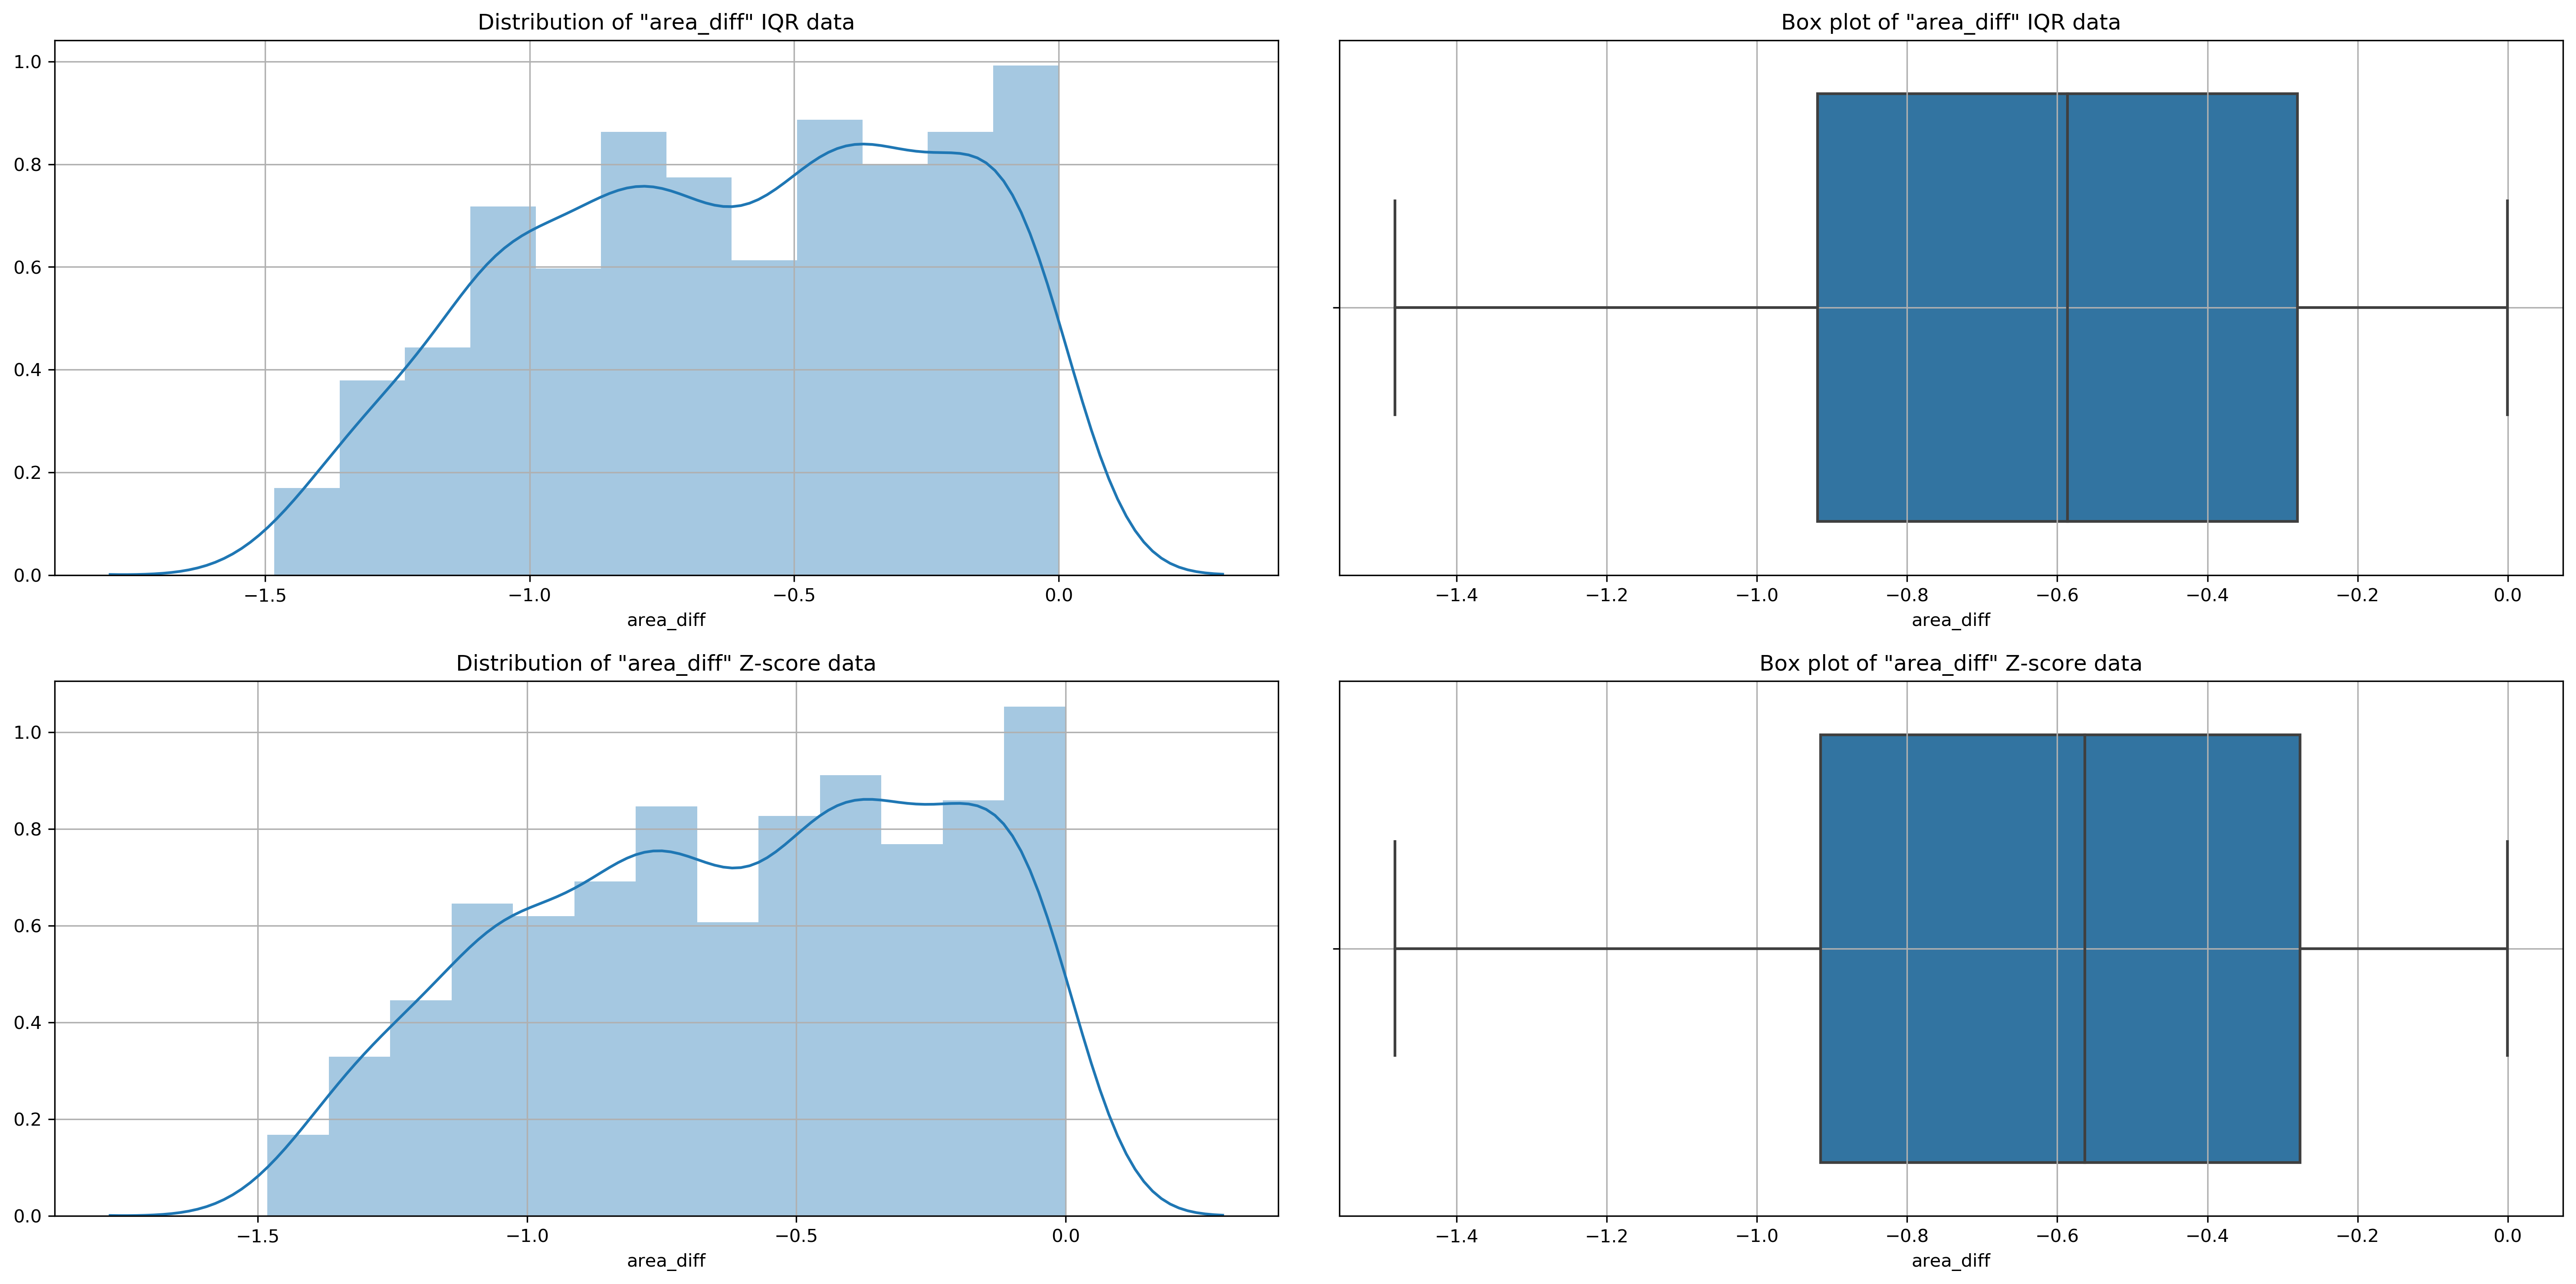 Distribution of "area_diff" IQR data
1.0
0.8
0.6
0.4
0.2
0.0
−1.5 −1.0 −0.5 0.0
area_diff
Box plot of "area_diff" IQR data
−1.4 −1.2 −1.0 −0.8 −0.6 −0.4 −0.2 0.0
area_diff
Distribution of "area_diff" Z-score data
1.0
0.8
0.6
0.4
0.2
0.0
−1.5 −1.0 −0.5 0.0
area_diff
Box plot of "area_diff" Z-score data
−1.4 −1.2 −1.0 −0.8 −0.6 −0.4 −0.2 0.0
area_diff